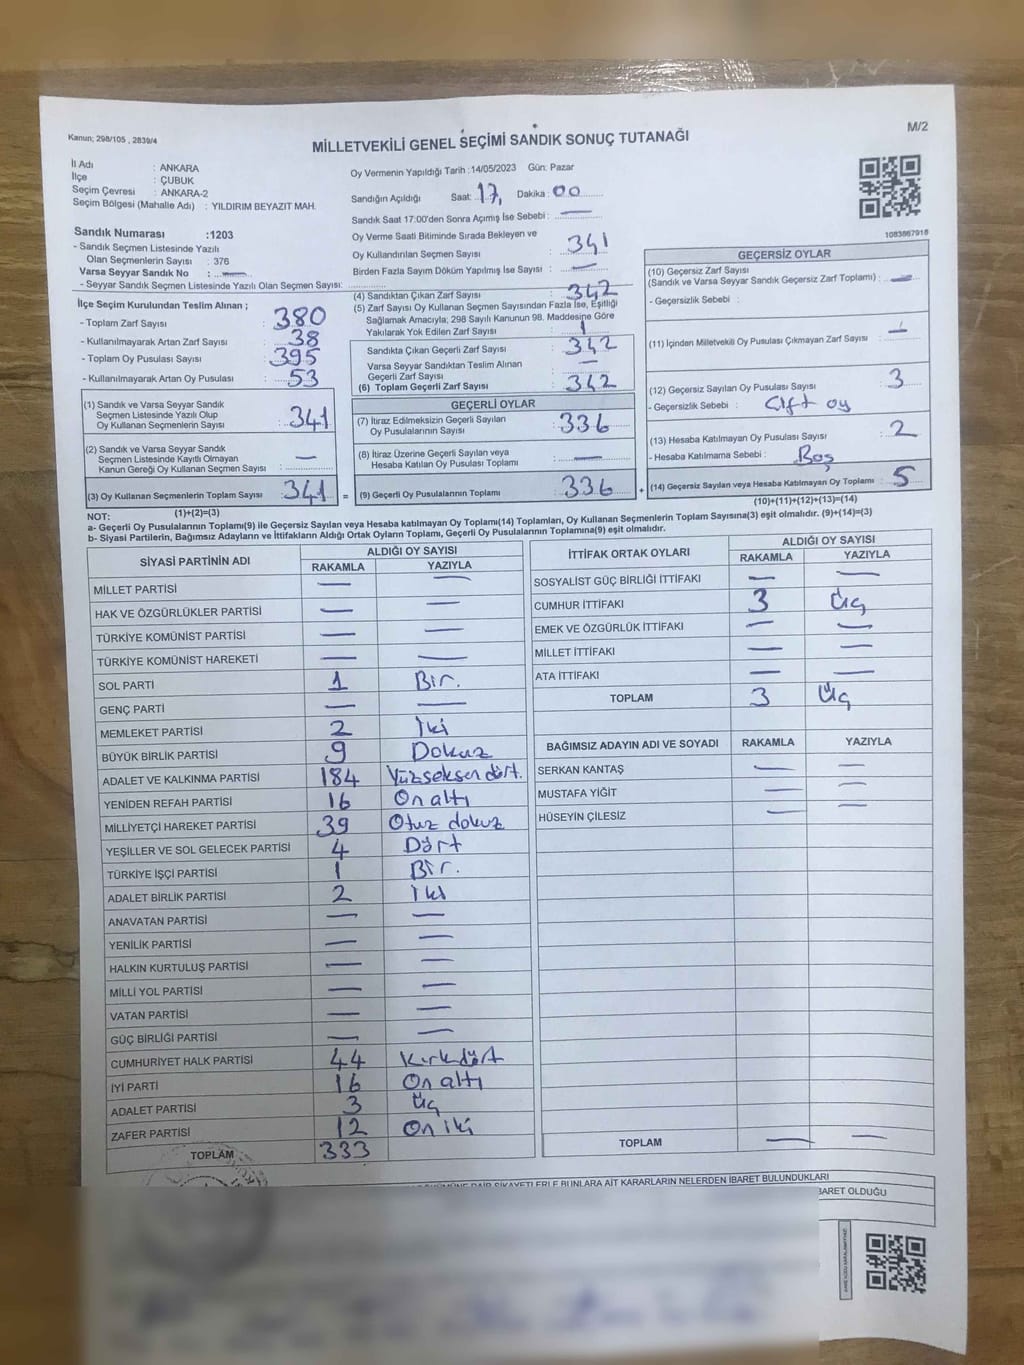 Kanun; 298/105 , 2839/4
M/2
MİLLETVEKİLİ GENEL SEÇİMİ SANDIK SONUÇ TUTANAĞI
İl Adı : ANKARA
İlçe : ÇUBUK
Seçim Çevresi : ANKARA-2
Seçim Bölgesi (Mahalle Adı) : YILDIRIM BEYAZIT MAH.
Sandık Numarası :1203
- Sandık Seçmen Listesinde Yazılı
Olan Seçmenlerin Sayısı : 376
Varsa Seyyar Sandık No : —
- Seyyar Sandık Seçmen Listesinde Yazılı Olan Seçmen Sayısı:
Oy Vermenin Yapıldığı Tarih :14/05/2023 Gün: Pazar
Sandığın Açıldığı Saat: 17, Dakika : 00
Sandık Saat 17:00'den Sonra Açımış İse Sebebi : —
Oy Verme Saati Bitiminde Sırada Bekleyen ve
Oy Kullandırılan Seçmen Sayısı : 341
Birden Fazla Sayım Döküm Yapılmış İse Sayısı : —
1083867918
İlçe Seçim Kurulundan Teslim Alınan ;
- Toplam Zarf Sayısı : 380
- Kullanılmayarak Artan Zarf Sayısı : 38
- Toplam Oy Pusulası Sayısı : 395
- Kullanılmayarak Artan Oy Pusulası : 53
(1) Sandık ve Varsa Seyyar Sandık
Seçmen Listesinde Yazılı Olup
Oy Kullanan Seçmenlerin Sayısı : 341
(2) Sandık ve Varsa Seyyar Sandık
Seçmen Listesinde Kayıtlı Olmayan
Kanun Gereği Oy Kullanan Seçmen Sayısı : —
(3) Oy Kullanan Seçmenlerin Toplam Sayısı : 341 =
(1)+(2)=(3)
(4) Sandıktan Çıkan Zarf Sayısı : 342
(5) Zarf Sayısı Oy Kullanan Seçmen Sayısından Fazla İse, Eşitliği
Sağlamak Amacıyla; 298 Sayılı Kanunun 98. Maddesine Göre
Yakılarak Yok Edilen Zarf Sayısı : 1
Sandıkta Çıkan Geçerli Zarf Sayısı : 342
Varsa Seyyar Sandıktan Teslim Alınan
Geçerli Zarf Sayısı : —
(6) Toplam Geçerli Zarf Sayısı : 342
GEÇERLİ OYLAR
(7) İtiraz Edilmeksizin Geçerli Sayılan
Oy Pusulalarının Sayısı : 336
(8) İtiraz Üzerine Geçerli Sayılan veya
Hesaba Katılan Oy Pusulası Toplamı : —
(9) Geçerli Oy Pusulalarının Toplamı : 336 +
GEÇERSİZ OYLAR
(10) Geçersiz Zarf Sayısı
(Sandık ve Varsa Seyyar Sandık Geçersiz Zarf Toplamı) : —
- Geçersizlik Sebebi :
(11) İçinden Milletvekili Oy Pusulası Çıkmayan Zarf Sayısı :
(12) Geçersiz Sayılan Oy Pusulası Sayısı : 3
- Geçersizlik Sebebi : Çift oy
(13) Hesaba Katılmayan Oy Pusulası Sayısı : 2
- Hesaba Katılmama Sebebi : Boş
(14) Geçersiz Sayılan veya Hesaba Katılmayan Oy Toplamı : 5
(10)+(11)+(12)+(13)=(14)
NOT:
a- Geçerli Oy Pusulalarının Toplamı(9) ile Geçersiz Sayılan veya Hesaba katılmayan Oy Toplamı(14) Toplamları, Oy Kullanan Seçmenlerin Toplam Sayısına(3) eşit olmalıdır. (9)+(14)=(3)
b- Siyasi Partilerin, Bağımsız Adayların ve İttifakların Aldığı Ortak Oyların Toplamı, Geçerli Oy Pusulalarının Toplamına(9) eşit olmalıdır.
SİYASİ PARTİNİN ADI ALDIĞI OY SAYISI
RAKAMLA YAZIYLA
MİLLET PARTİSİ — —
HAK VE ÖZGÜRLÜKLER PARTİSİ — —
TÜRKİYE KOMÜNİST PARTİSİ — —
TÜRKİYE KOMÜNİST HAREKETİ — —
SOL PARTİ 1 Bir.
GENÇ PARTİ — —
MEMLEKET PARTİSİ 2 İki
BÜYÜK BİRLİK PARTİSİ 9 Dokuz
ADALET VE KALKINMA PARTİSİ 184 Yüzseksen dört.
YENİDEN REFAH PARTİSİ 16 On altı
MİLLİYETÇİ HAREKET PARTİSİ 39 Otuz dokuz
YEŞİLLER VE SOL GELECEK PARTİSİ 4 Dört
TÜRKİYE İŞÇİ PARTİSİ 1 Bir.
ADALET BİRLİK PARTİSİ 2 İki
ANAVATAN PARTİSİ — —
YENİLİK PARTİSİ — —
HALKIN KURTULUŞ PARTİSİ — —
MİLLİ YOL PARTİSİ — —
VATAN PARTİSİ — —
GÜÇ BİRLİĞİ PARTİSİ — —
CUMHURİYET HALK PARTİSİ 44 Kırkdört
İYİ PARTİ 16 On altı
ADALET PARTİSİ 3 Üç
ZAFER PARTİSİ 12 On iki
TOPLAM 333
İTTİFAK ORTAK OYLARI ALDIĞI OY SAYISI
RAKAMLA YAZIYLA
SOSYALİST GÜÇ BİRLİĞİ İTTİFAKI — —
CUMHUR İTTİFAKI 3 Üç
EMEK VE ÖZGÜRLÜK İTTİFAKI — —
MİLLET İTTİFAKI — —
ATA İTTİFAKI — —
TOPLAM 3 Üç
BAĞIMSIZ ADAYIN ADI VE SOYADI RAKAMLA YAZIYLA
SERKAN KANTAŞ — —
MUSTAFA YİĞİT — —
HÜSEYİN ÇİLESİZ — —
TOPLAM — —
DAİR ŞİKAYETLERLE BUNLARA AİT KARARLARIN NELERDEN İBARET BULUNDUKLARI
BARET OLDUĞU